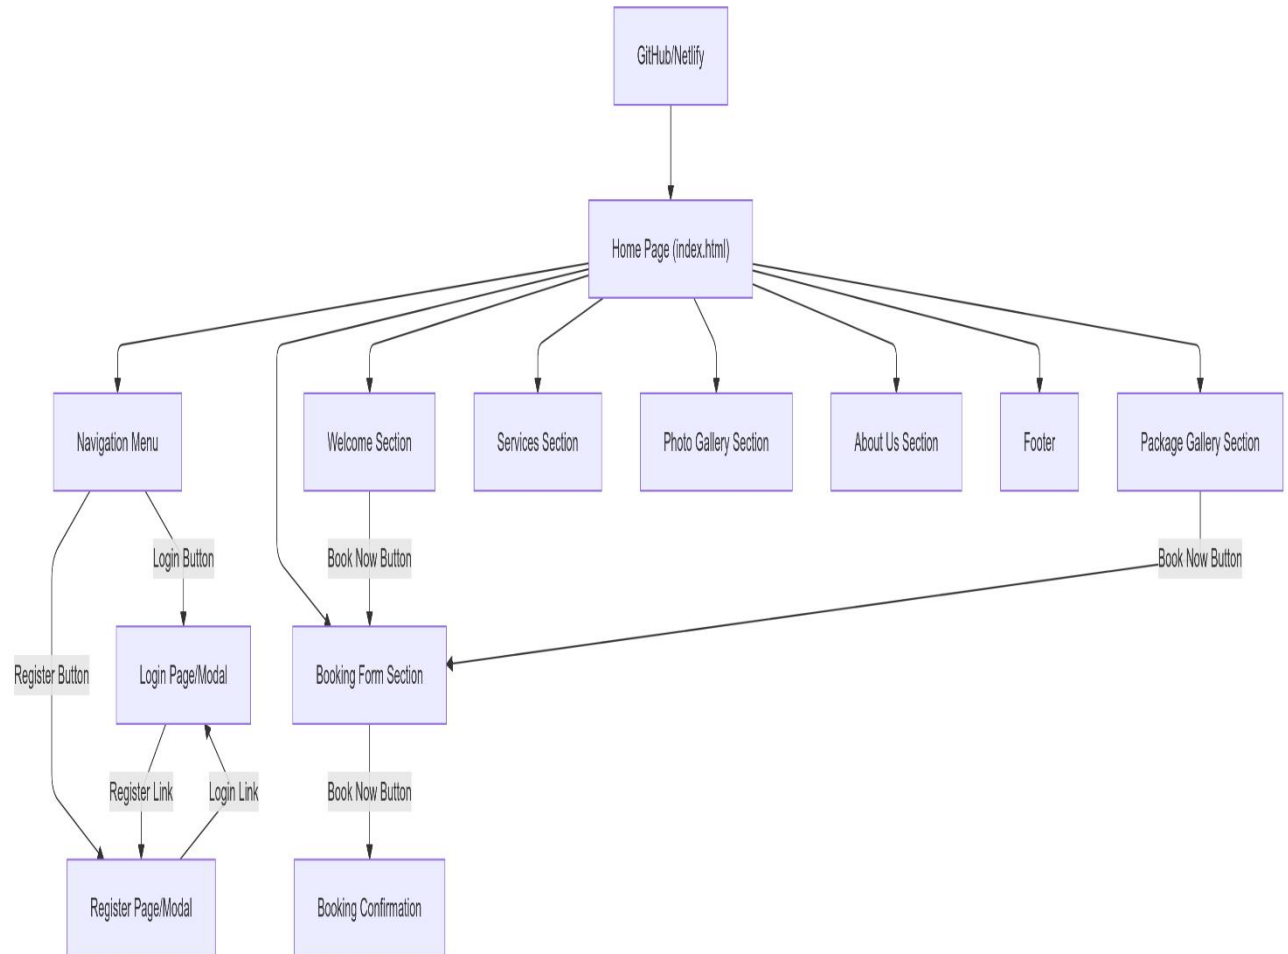 GitHub/Netlify
Home Page (index.html)
Navigation Menu
Welcome Section
Services Section
Photo Gallery Section
About Us Section
Footer
Package Gallery Section
Login Button
Book Now Button
Book Now Button
Register Button
Login Page/Modal
Booking Form Section
Register Link
Login Link
Book Now Button
Register Page/Modal
Booking Confirmation